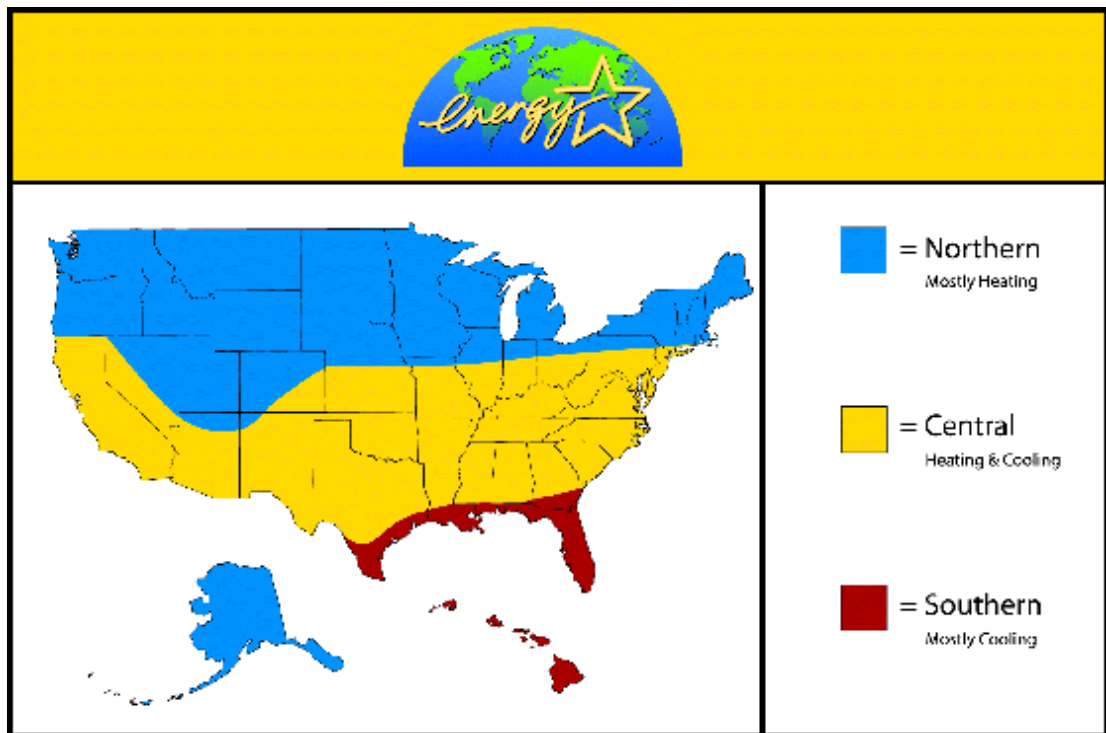 energy
= Northern
Mostly Heating
= Central
Heating & Cooling
= Southern
Mostly Cooling